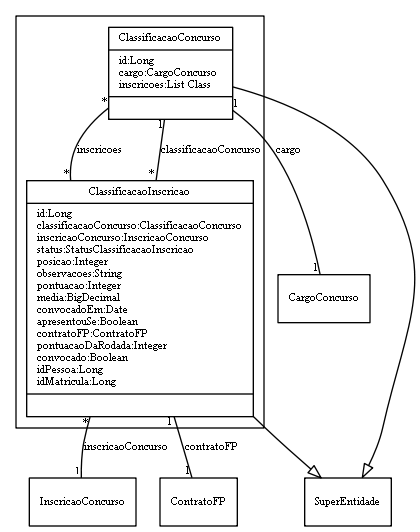 ClassificacaoConcurso
id:Long
cargo:CargoConcurso
inscricoes:List Class
*
1
1
inscricoes
classificacaoConcurso
cargo
*
*
ClassificacaoInscricao
id:Long
classificacaoConcurso:ClassificacaoConcurso
inscricaoConcurso:InscricaoConcurso
status:StatusClassificacaoInscricao
posicao:Integer
observacoes:String
pontuacao:Integer
media:BigDecimal
convocadoEm:Date
apresentouSe:Boolean
contratoFP:ContratoFP
pontuacaoDaRodada:Integer
convocado:Boolean
idPessoa:Long
idMatricula:Long
1
CargoConcurso
*
1
inscricaoConcurso
contratoFP
1
1
InscricaoConcurso
ContratoFP
SuperEntidade